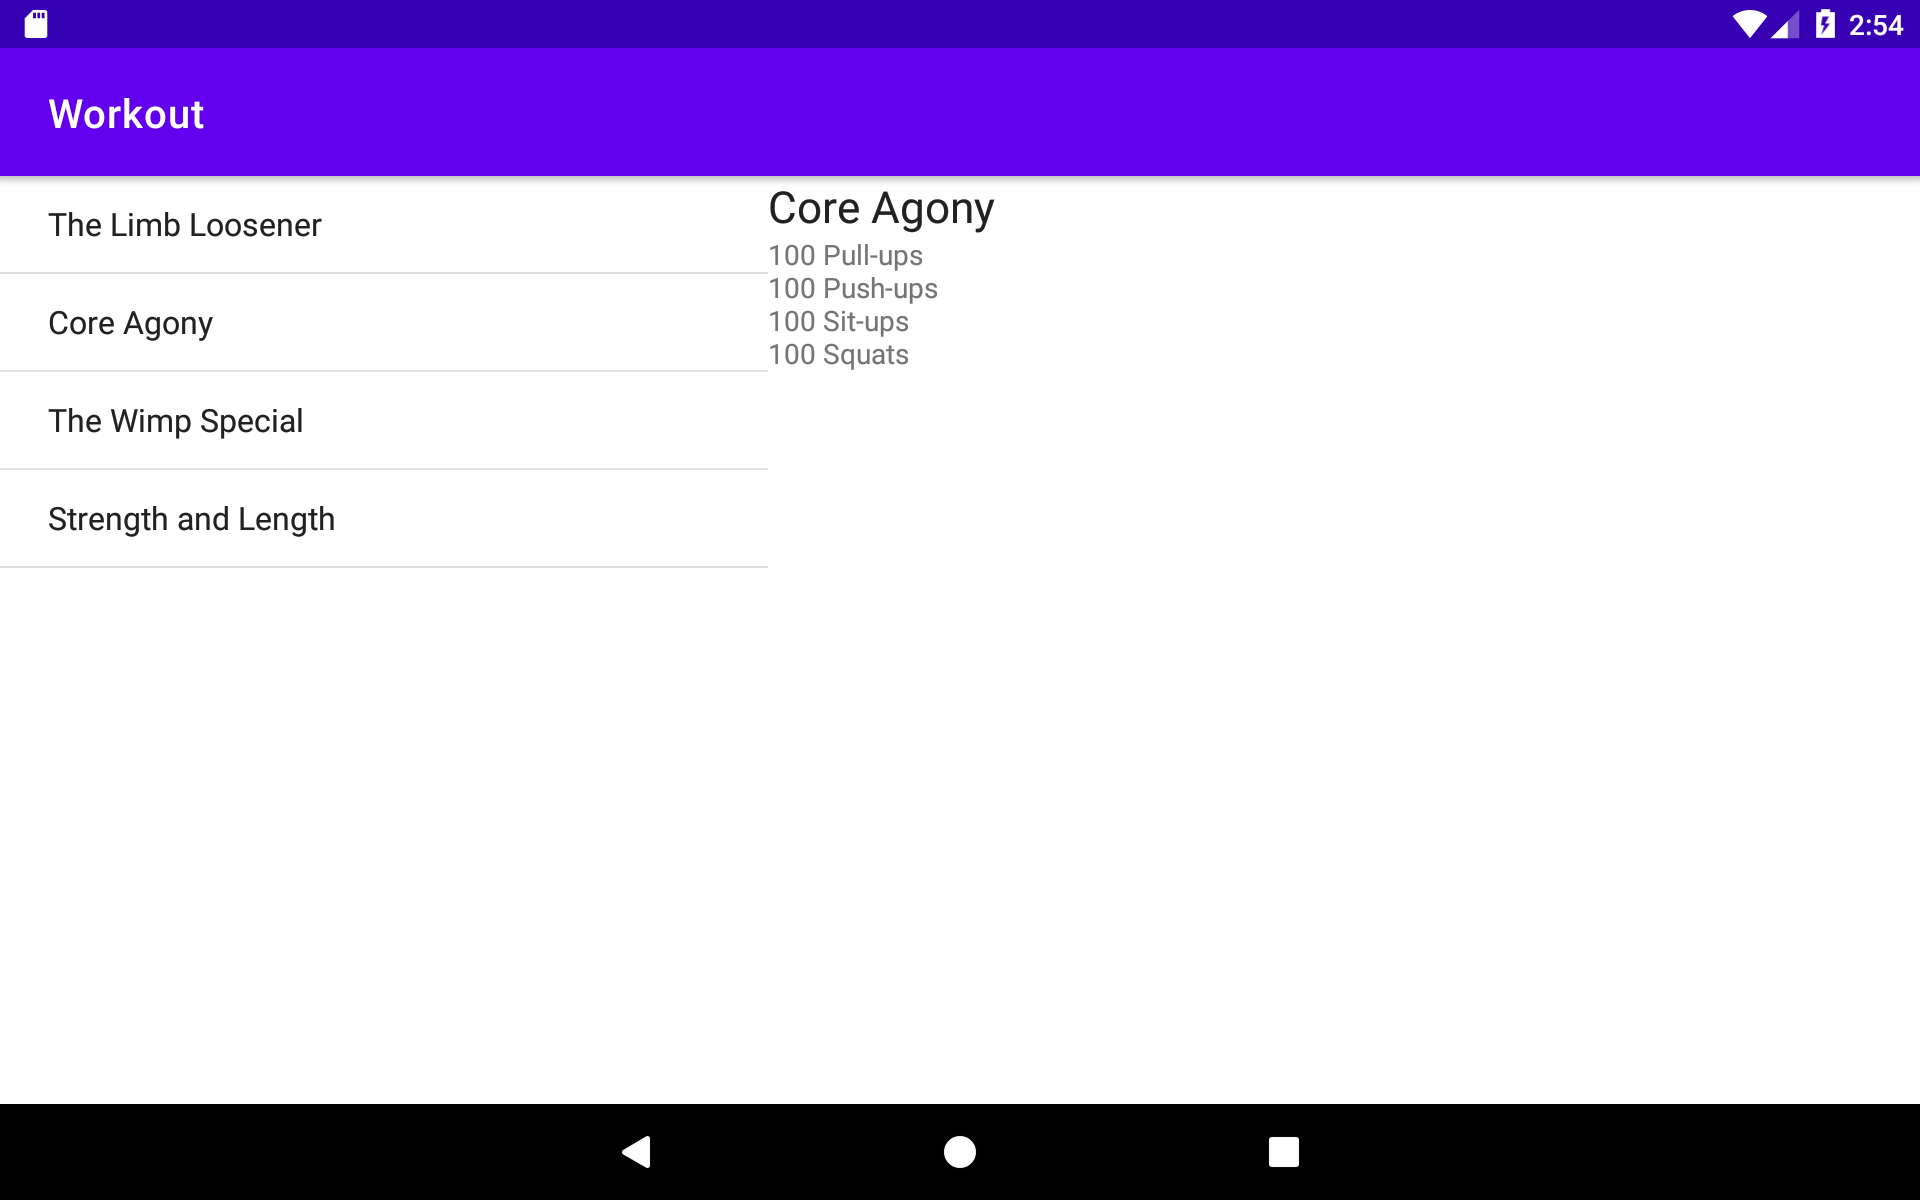 2:54
Workout
The Limb Loosener
Core Agony
The Wimp Special
Strength and Length
Core Agony
100 Pull-ups
100 Push-ups
100 Sit-ups
100 Squats